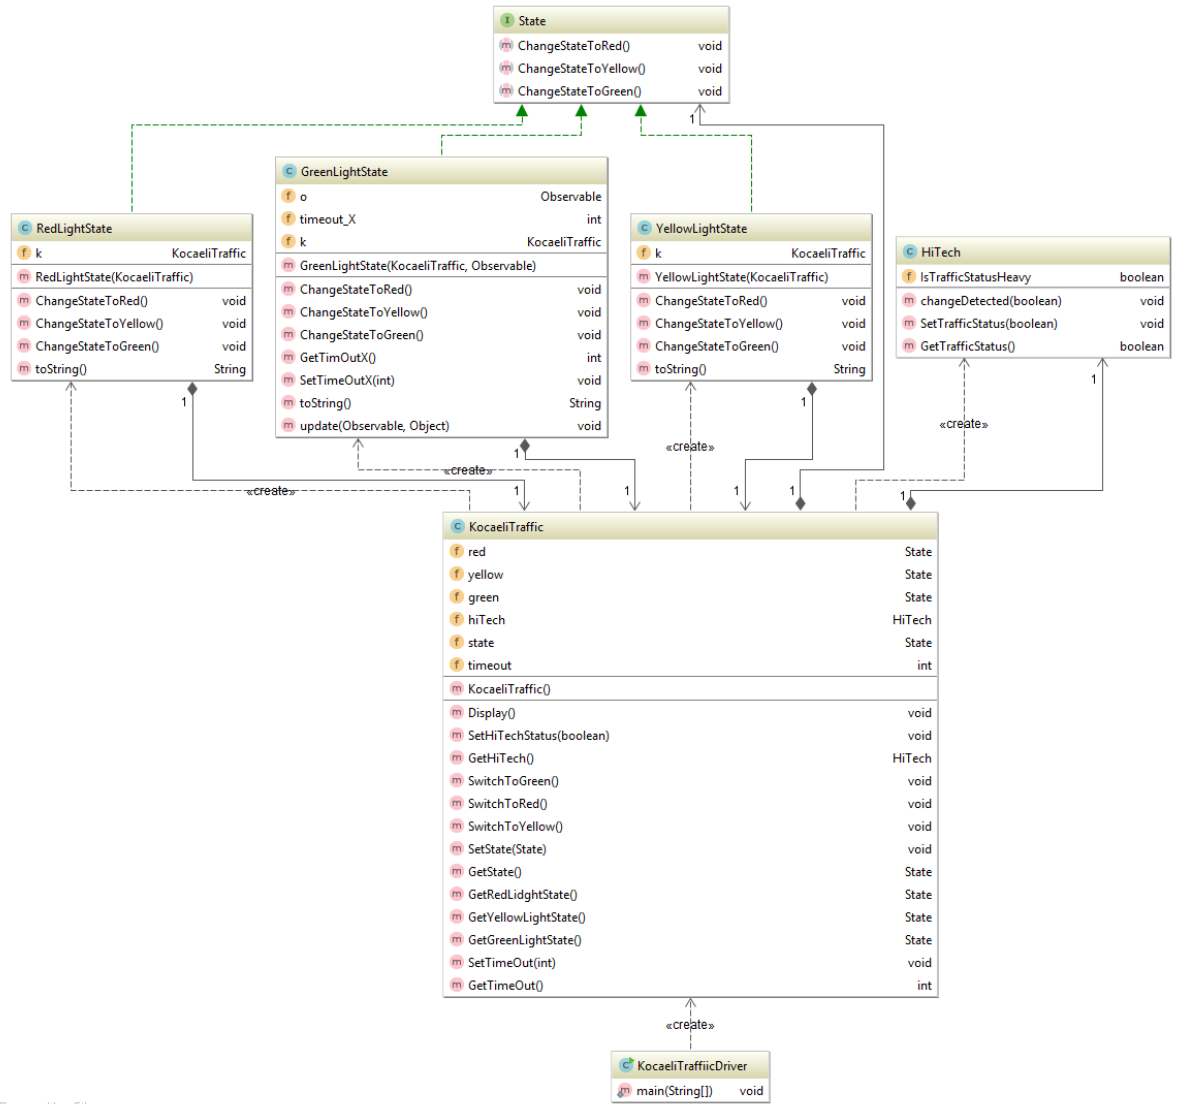 State
ChangeStateToRed() void
ChangeStateToYellow() void
ChangeStateToGreen() void
1
GreenLightState
o Observable
timeout_X int
k KocaeliTraffic
GreenLightState(KocaeliTraffic, Observable)
ChangeStateToRed() void
ChangeStateToYellow() void
ChangeStateToGreen() void
GetTimOutX() int
SetTimeOutX(int) void
toString() String
update(Observable, Object) void
RedLightState
k KocaeliTraffic
RedLightState(KocaeliTraffic)
ChangeStateToRed() void
ChangeStateToYellow() void
ChangeStateToGreen() void
toString() String
YellowLightState
k KocaeliTraffic
YellowLightState(KocaeliTraffic)
ChangeStateToRed() void
ChangeStateToYellow() void
ChangeStateToGreen() void
toString() String
HiTech
IsTrafficStatusHeavy boolean
changeDetected(boolean) void
SetTrafficStatus(boolean) void
GetTrafficStatus() boolean
1
1
1
1
«create»
«create»
«create»
«create»
1
1
1
1
1
KocaeliTraffic
red State
yellow State
green State
hiTech HiTech
state State
timeout int
KocaeliTraffic()
Display() void
SetHiTechStatus(boolean) void
GetHiTech() HiTech
SwitchToGreen() void
SwitchToRed() void
SwitchToYellow() void
SetState(State) void
GetState() State
GetRedLidghtState() State
GetYellowLightState() State
GetGreenLightState() State
SetTimeOut(int) void
GetTimeOut() int
«create»
KocaeliTraffiicDriver
main(String[]) void